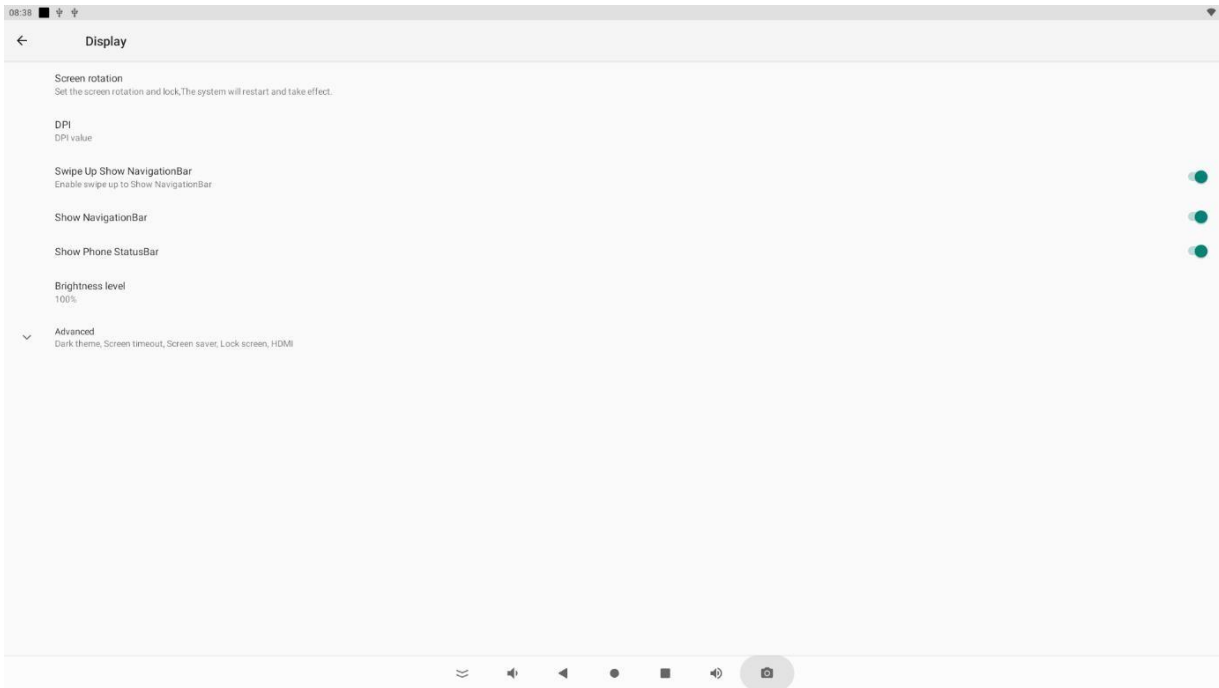 08:38
Display
Screen rotation
Set the screen rotation and lock,The system will restart and take effect.
DPI
DPI value
Swipe Up Show NavigationBar
Enable swipe up to Show NavigationBar
Show NavigationBar
Show Phone StatusBar
Brightness level
100%
Advanced
Dark theme, Screen timeout, Screen saver, Lock screen, HDMI